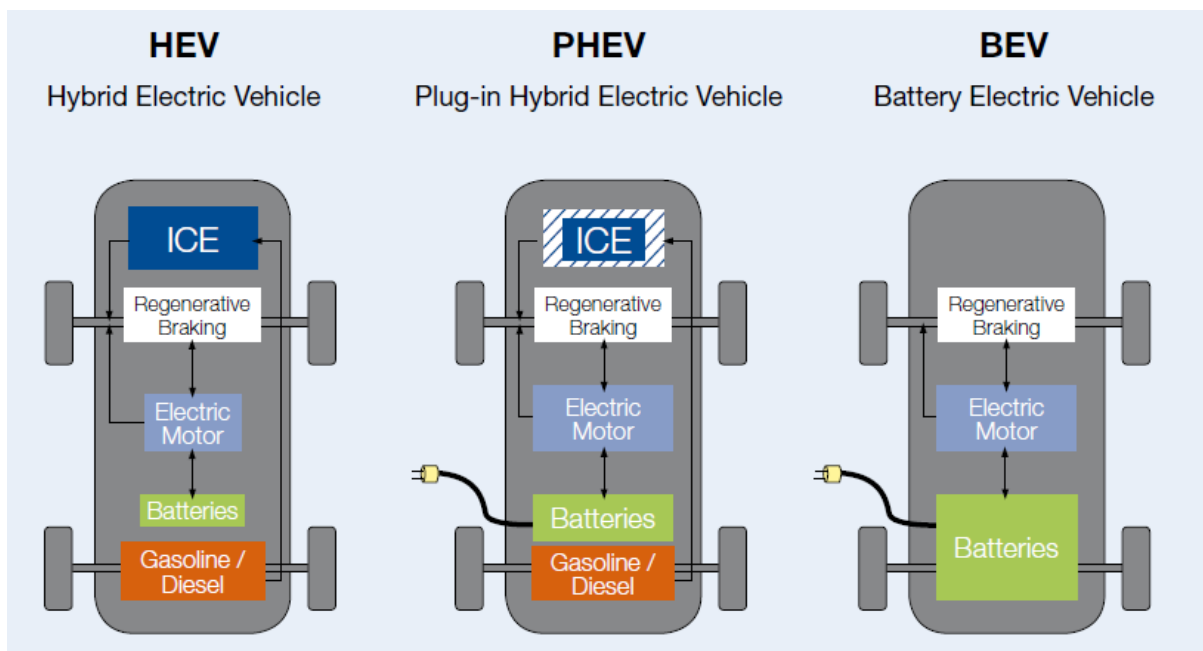 HEV
Hybrid Electric Vehicle
ICE
Regenerative
Braking
Electric
Motor
Batteries
Gasoline /
Diesel
PHEV
Plug-in Hybrid Electric Vehicle
ICE
Regenerative
Braking
Electric
Motor
Batteries
Gasoline /
Diesel
BEV
Battery Electric Vehicle
Regenerative
Braking
Electric
Motor
Batteries